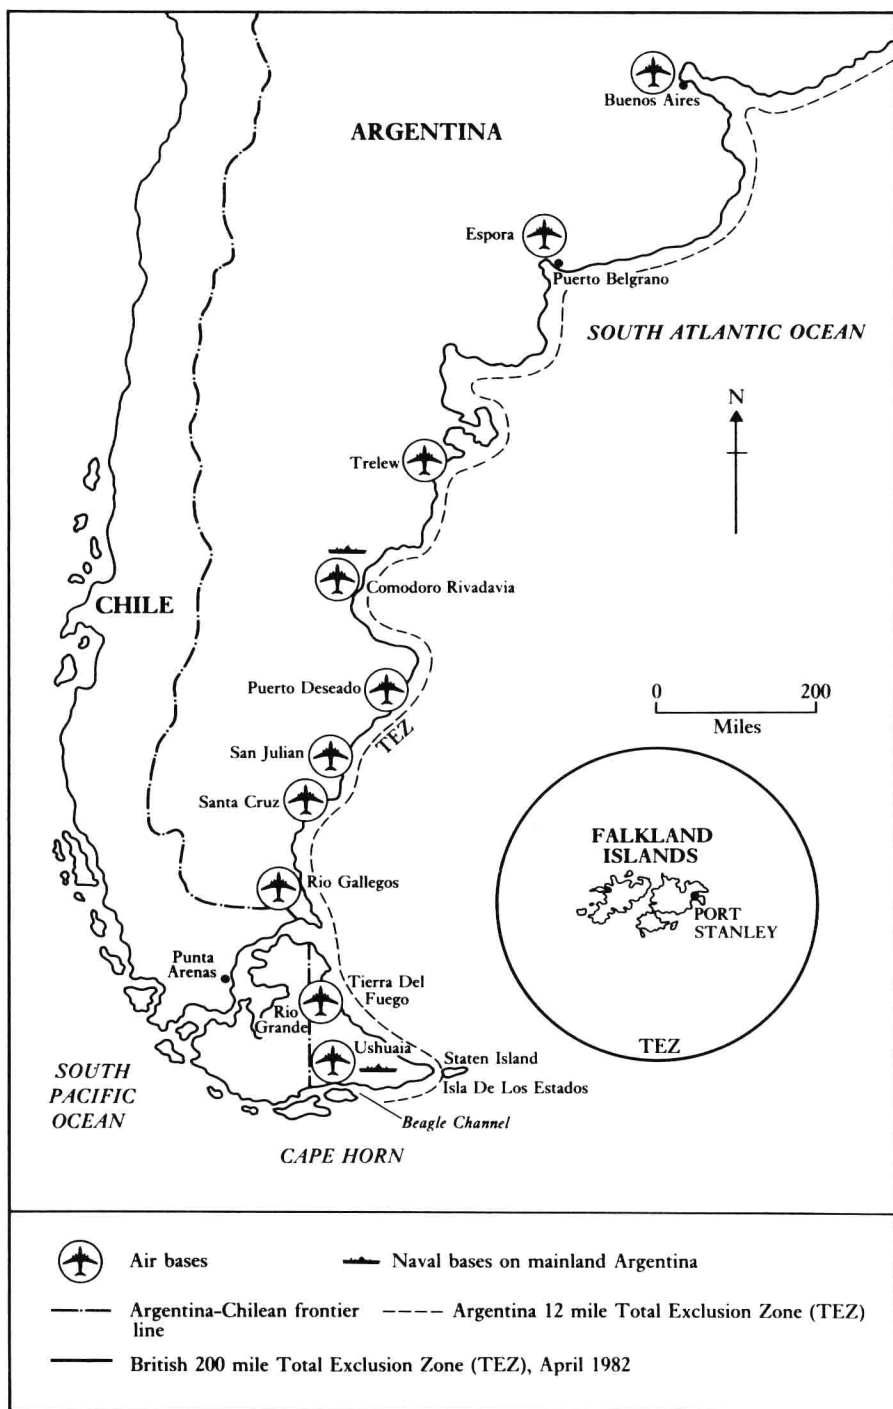 Buenos Aires
ARGENTINA
Espora
Puerto Belgrano
SOUTH ATLANTIC OCEAN
N
Trelew
Comodoro Rivadavia
CHILE
Puerto Deseado
0 200
Miles
TEZ
San Julian
Santa Cruz
FALKLAND
ISLANDS
Rio Gallegos
PORT
STANLEY
Punta
Arenas
Tierra Del
Fuego
Rio
Grande
Ushuaia
TEZ
Staten Island
Isla De Los Estados
SOUTH
PACIFIC
OCEAN
Beagle Channel
CAPE HORN
Air bases
Naval bases on mainland Argentina
Argentina-Chilean frontier
line
Argentina 12 mile Total Exclusion Zone (TEZ)
British 200 mile Total Exclusion Zone (TEZ), April 1982